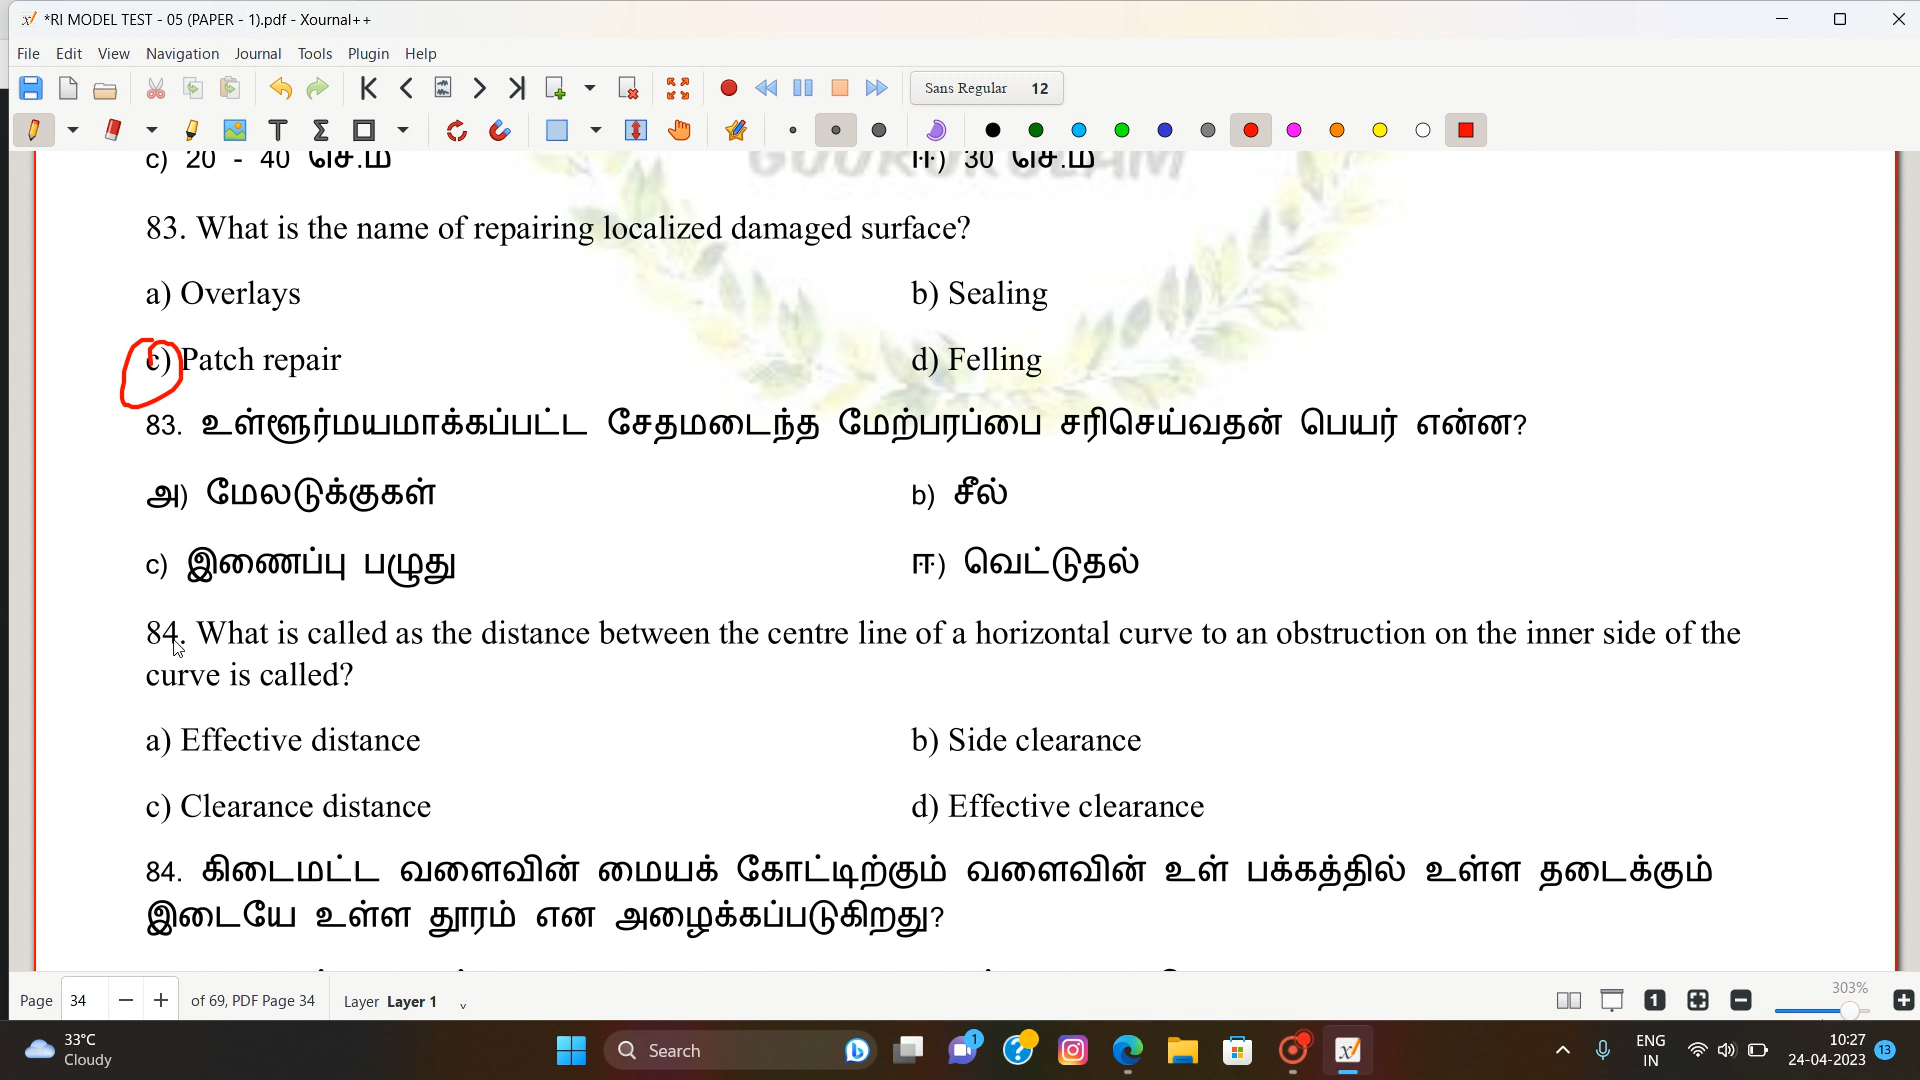 *RI MODEL TEST - 05 (PAPER - 1).pdf - Xournal++
File Edit View Navigation Journal Tools Plugin Help
Sans Regular 12
c) 20 - 40 செ.மீ ஈ) 30 செ.மீ
GUURUKULAM
83. What is the name of repairing localized damaged surface?
a) Overlays b) Sealing
c) Patch repair d) Felling
83. உள்ளூர்மயமாக்கப்பட்ட சேதமடைந்த மேற்பரப்பை சரிசெய்வதன் பெயர் என்ன?
அ) மேலடுக்குகள் b) சீல்
c) இணைப்பு பழுது ஈ) வெட்டுதல்
84. What is called as the distance between the centre line of a horizontal curve to an obstruction on the inner side of the
curve is called?
a) Effective distance b) Side clearance
c) Clearance distance d) Effective clearance
84. கிடைமட்ட வளைவின் மையக் கோட்டிற்கும் வளைவின் உள் பக்கத்தில் உள்ள தடைக்கும்
இடையே உள்ள தூரம் என அழைக்கப்படுகிறது?
Page 34 of 69, PDF Page 34 Layer Layer 1 303%
33°C
Cloudy
Search
1
ENG
IN
10:27
24-04-2023
13